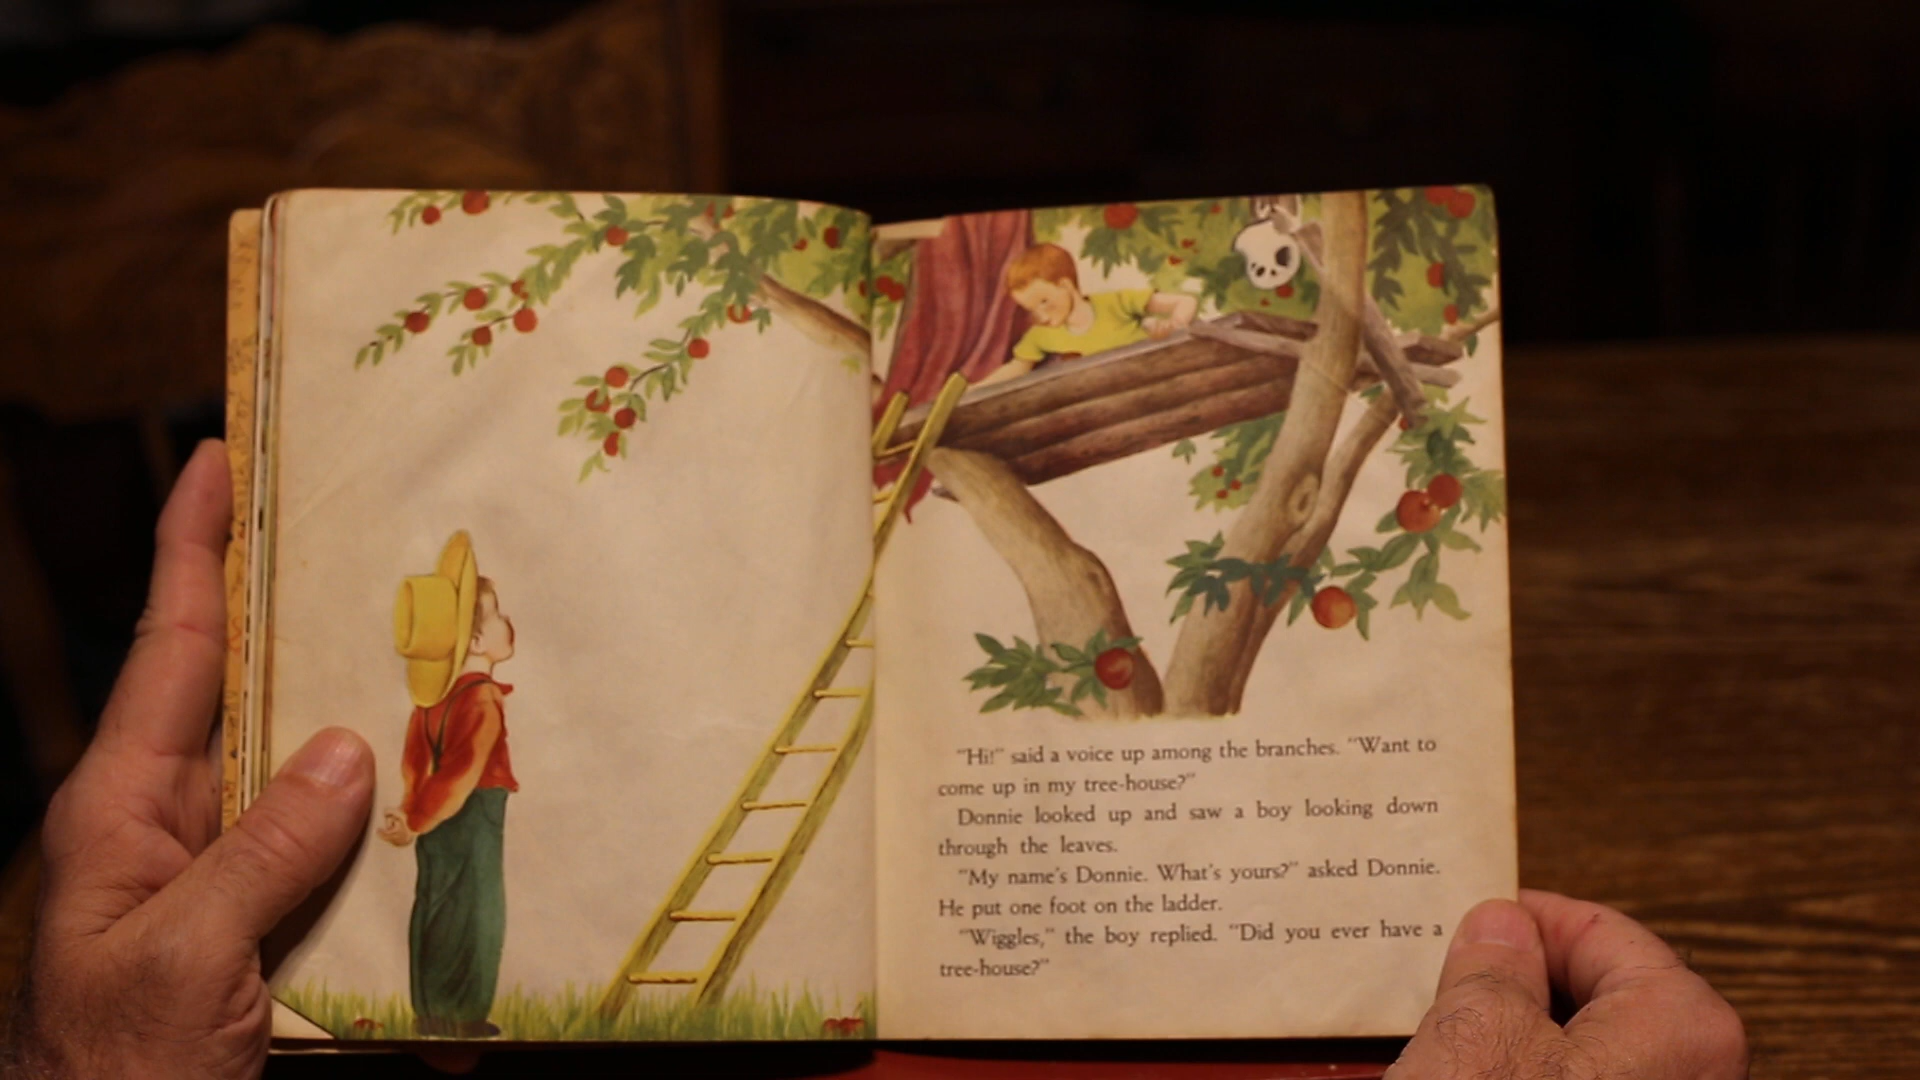 "Hi!" said a voice up among the branches. "Want to
come up in my tree-house?"
Donnie looked up and saw a boy looking down
through the leaves.
"My name's Donnie. What's yours?" asked Donnie.
He put one foot on the ladder.
"Wiggles," the boy replied. "Did you ever have a
tree-house?"